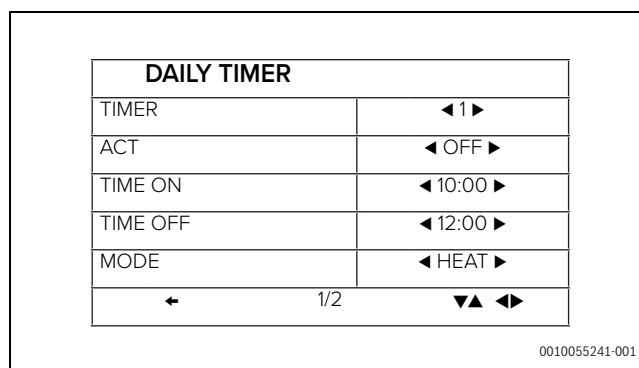 DAILY TIMER
TIMER ◀ 1 ▶
ACT ◀ OFF ▶
TIME ON ◀ 10:00 ▶
TIME OFF ◀ 12:00 ▶
MODE ◀ HEAT ▶
← 1/2 ▼▲ ◀▶
0010055241-001